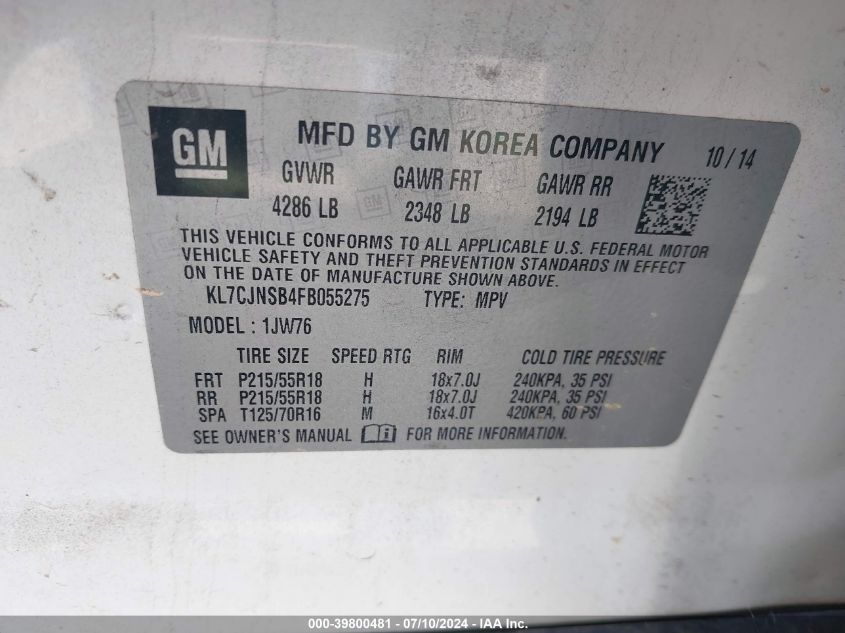 GM
MFD BY GM KOREA COMPANY 10/14
GVWR GAWR FRT GAWR RR
4286 LB 2348 LB 2194 LB
GM
THIS VEHICLE CONFORMS TO ALL APPLICABLE U.S. FEDERAL MOTOR
VEHICLE SAFETY AND THEFT PREVENTION STANDARDS IN EFFECT
ON THE DATE OF MANUFACTURE SHOWN ABOVE.
KL7CJNSB4FB055275 TYPE: MPV
MODEL : 1JW76
TIRE SIZE SPEED RTG RIM COLD TIRE PRESSURE
FRT P215/55R18 H 18x7.0J 240KPA, 35 PSI
RR P215/55R18 H 18x7.0J 240KPA, 35 PSI
SPA T125/70R16 M 16x4.0T 420KPA, 60 PSI
SEE OWNER'S MANUAL FOR MORE INFORMATION.
000-39800481 - 07/10/2024 - IAA Inc.